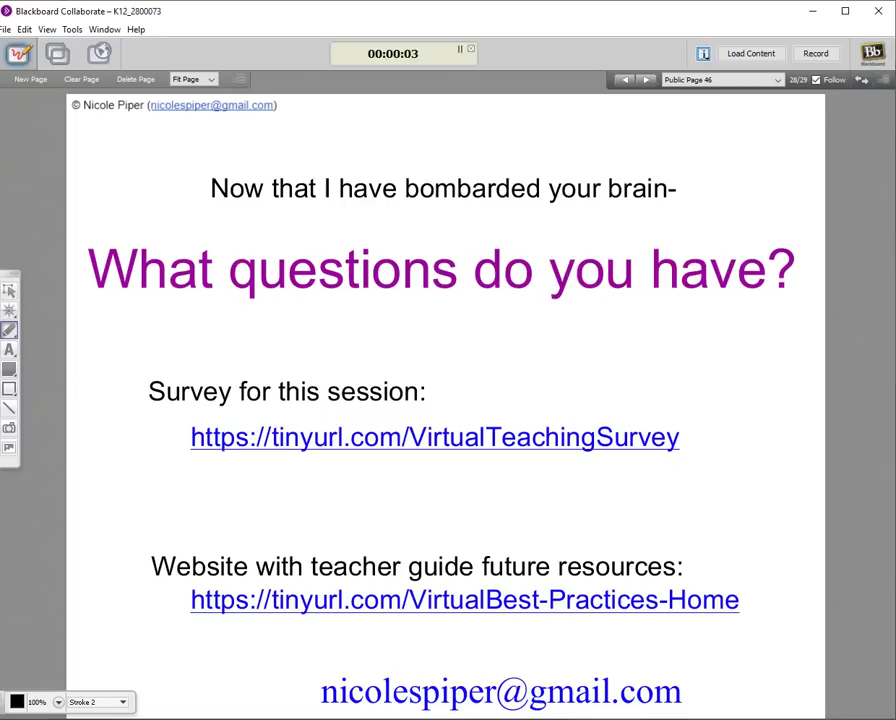 Blackboard Collaborate – K12_2800073
File Edit View Tools Window Help
00:00:03
Load Content
Record
Bb
Blackboard
New Page Clear Page Delete Page Fit Page
Public Page 46
28/29
Follow
© Nicole Piper (nicolespiper@gmail.com)
Now that I have bombarded your brain-
What questions do you have?
Survey for this session:
https://tinyurl.com/VirtualTeachingSurvey
Website with teacher guide future resources:
https://tinyurl.com/VirtualBest-Practices-Home
nicolespiper@gmail.com
A
100%
Stroke 2